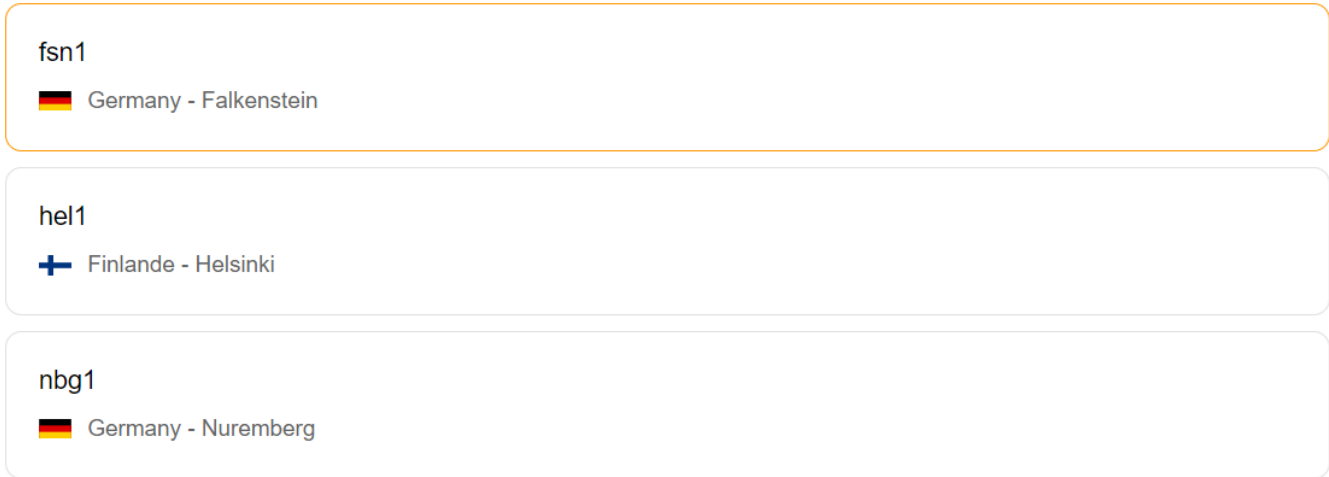 fsn1
Germany - Falkenstein
hel1
Finlande - Helsinki
nbg1
Germany - Nuremberg